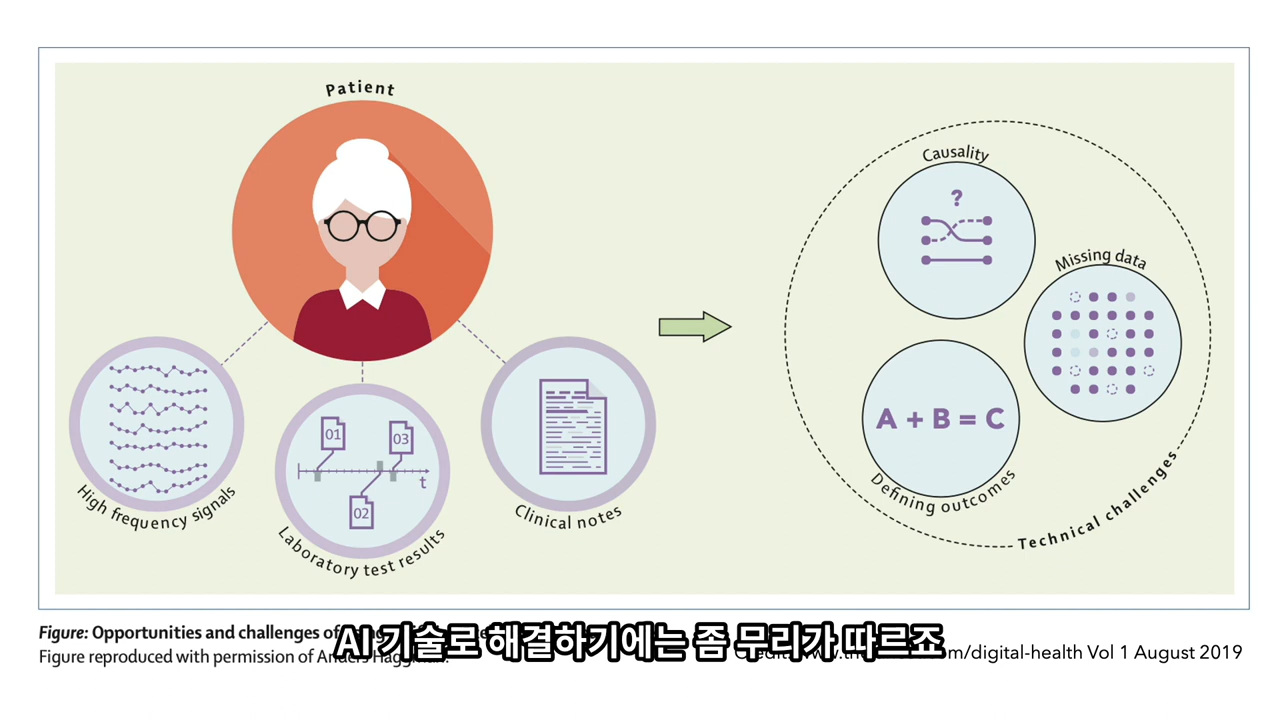 Patient
High frequency signals
01
03
02
t
Laboratory test results
Clinical notes
Causality
?
Missing data
A + B = C
Defining outcomes
Technical challenges
Figure: Opportunities and challenges of
Figure reproduced with permission of
AI 기술로 해결하기에는 좀 무리가 따르죠
com/digital-health Vol 1 August 2019